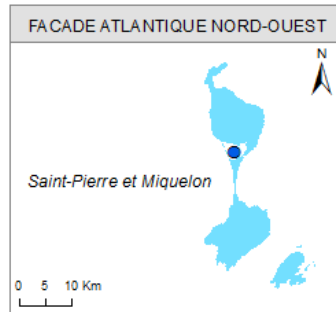 FACADE ATLANTIQUE NORD-OUEST
N
Saint-Pierre et Miquelon
0 5 10 Km